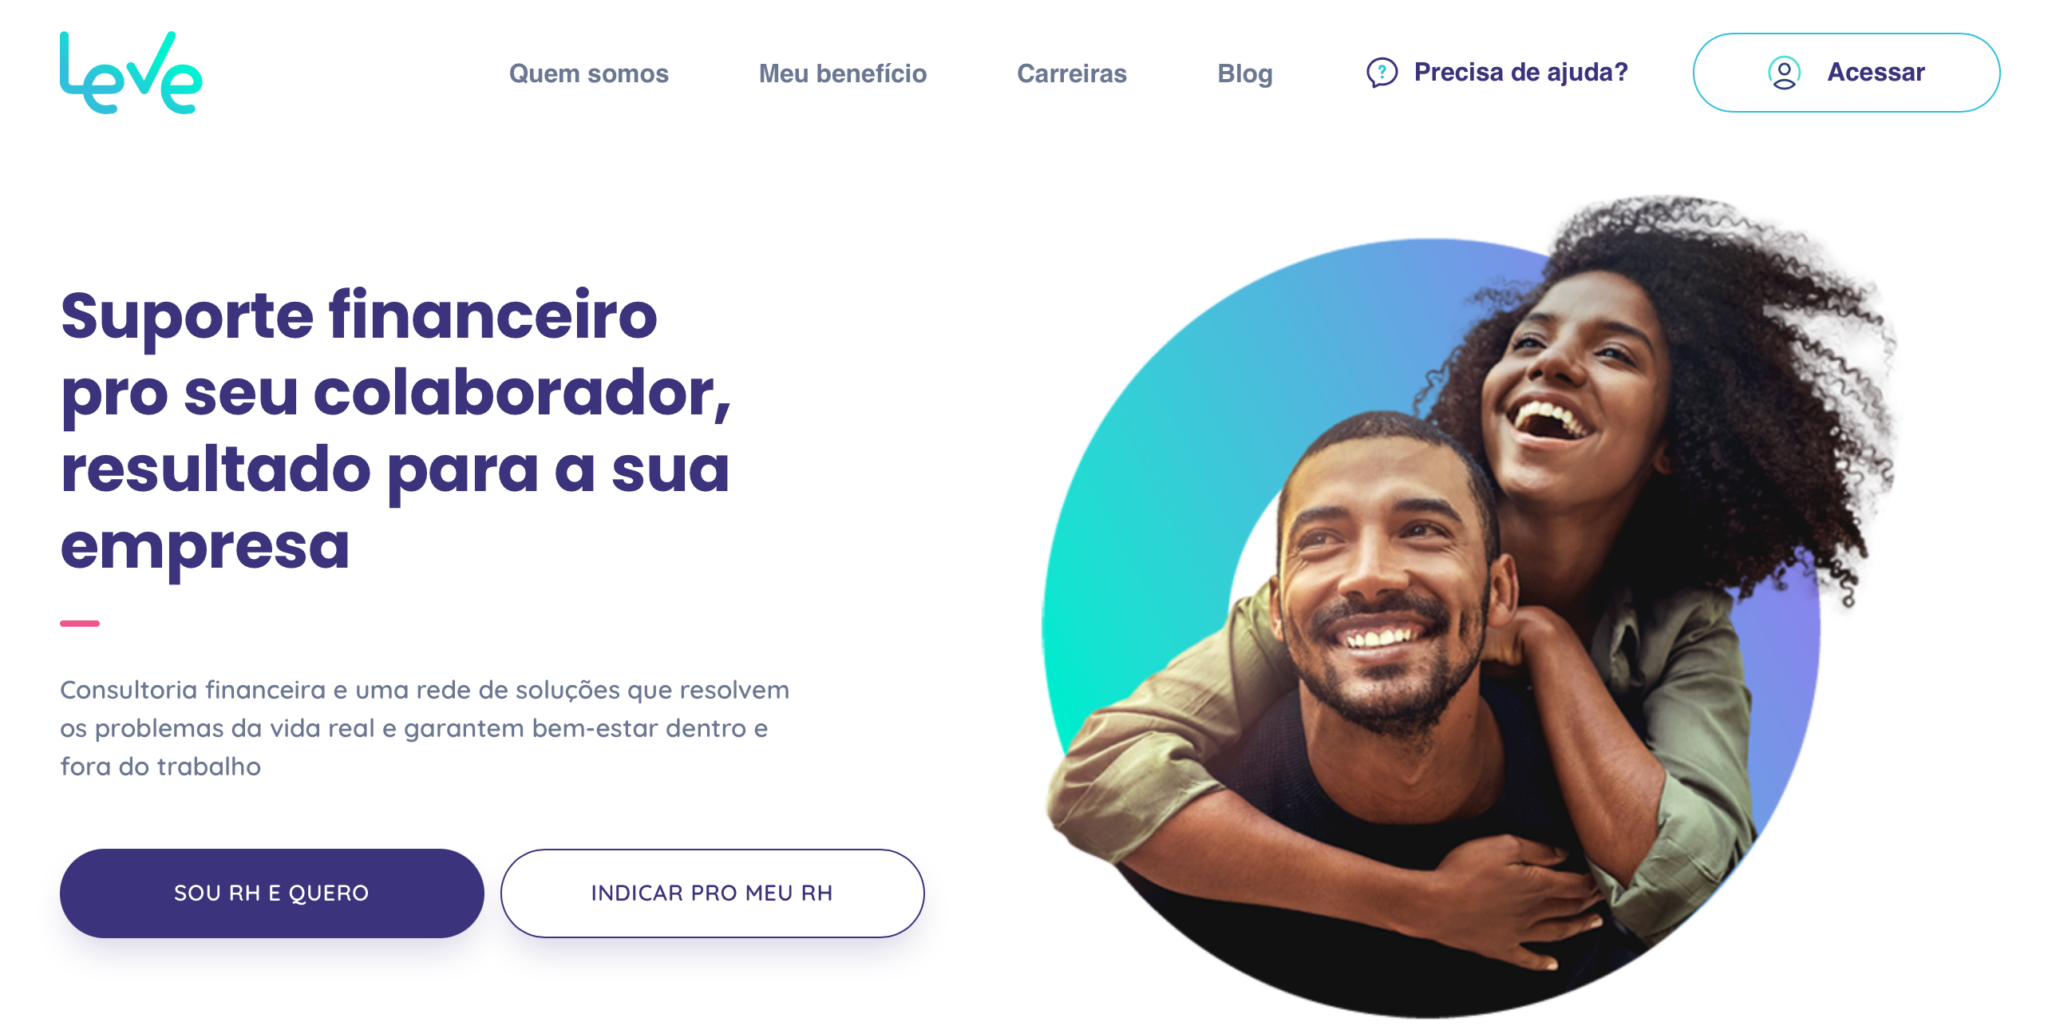 Leve
Quem somos
Meu benefício
Carreiras
Blog
Precisa de ajuda?
Acessar
Suporte financeiro
pro seu colaborador,
resultado para a sua
empresa
Consultoria financeira e uma rede de soluções que resolvem
os problemas da vida real e garantem bem-estar dentro e
fora do trabalho
SOU RH E QUERO
INDICAR PRO MEU RH